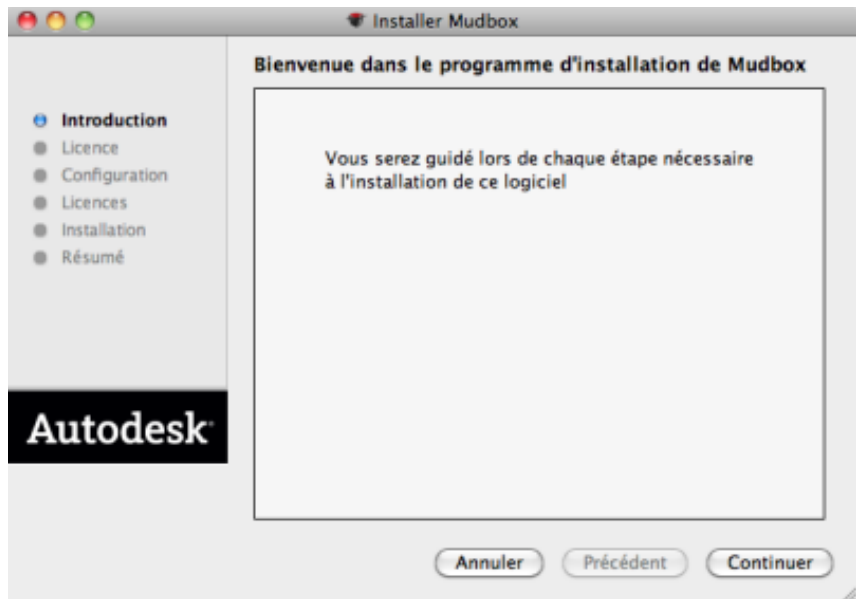 Installer Mudbox
Bienvenue dans le programme d'installation de Mudbox
Introduction
Licence
Configuration
Licences
Installation
Résumé
Vous serez guidé lors de chaque étape nécessaire
à l'installation de ce logiciel
Autodesk
Annuler
Précédent
Continuer